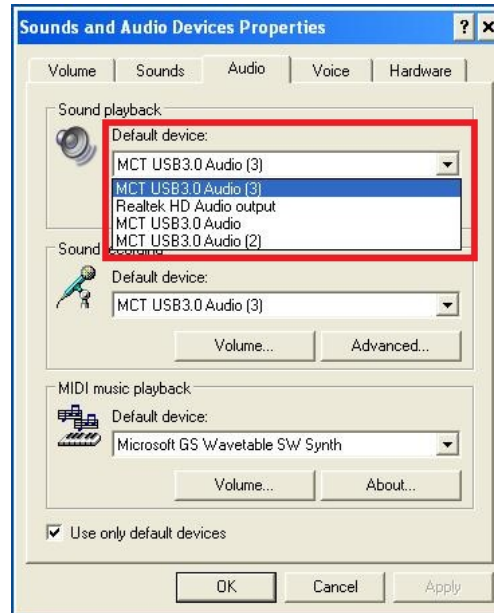 Sounds and Audio Devices Properties
Volume Sounds Audio Voice Hardware
Sound playback
Default device:
MCT USB3.0 Audio (3)
MCT USB3.0 Audio (3)
Realtek HD Audio output
MCT USB3.0 Audio
MCT USB3.0 Audio (2)
Sound
Default device:
MCT USB3.0 Audio (3)
Volume... Advanced...
MIDI music playback
Default device:
Microsoft GS Wavetable SW Synth
Volume... About...
Use only default devices
OK Cancel Apply